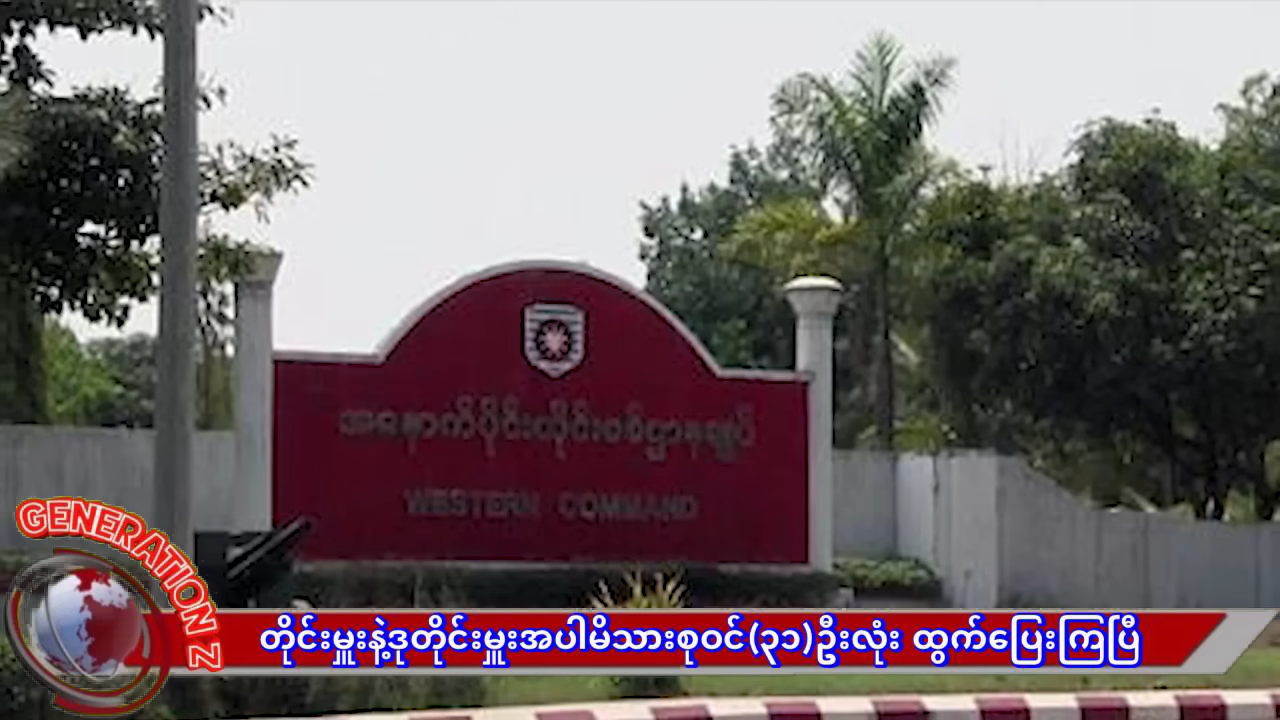 အနောက်ပိုင်းတိုင်းစစ်ဌာနချုပ်
WESTERN COMMAND
GENERATION Z
တိုင်းမှူးနဲ့ဒုတိုင်းမှူးအပါမိသားစုဝင်(၃၁)ဦးလုံး ထွက်ပြေးကြပြီ